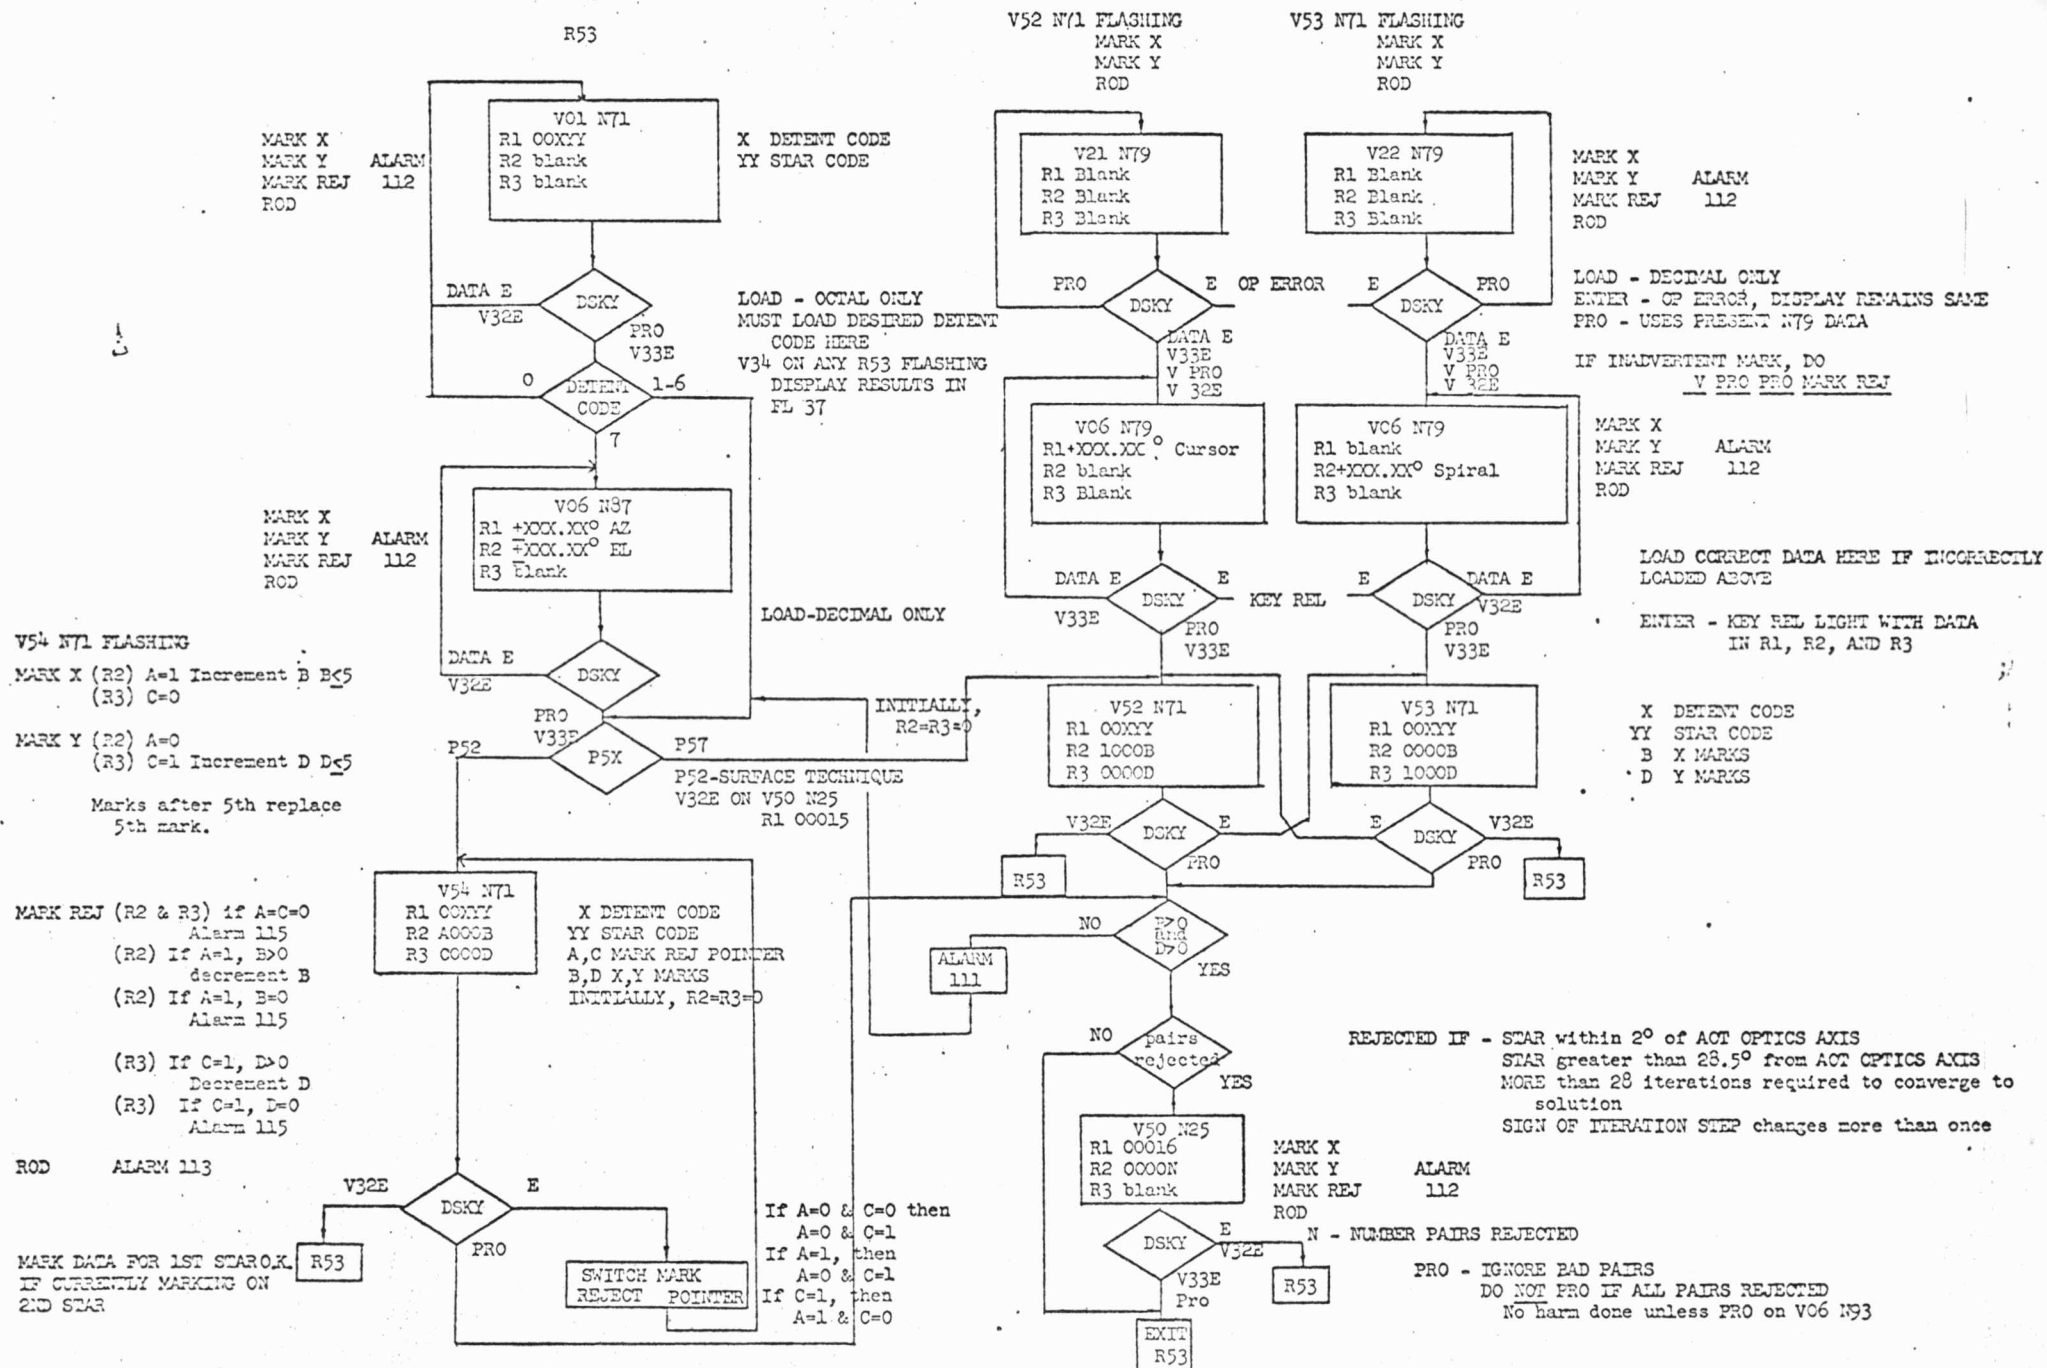 R53
V52 N71 FLASHING
MARK X
MARK Y
ROD
V53 N71 FLASHING
MARK X
MARK Y
ROD
MARK X
MARK Y ALARM
MARK REJ 112
ROD
V01 N71
R1 00XYY
R2 blank
R3 blank
X DETENT CODE
YY STAR CODE
DATA E
V32E
DSKY
PRO
V33E
0
DETENT
CODE
1-6
7
LOAD - OCTAL ONLY
MUST LOAD DESIRED DETENT
CODE HERE
V34 ON ANY R53 FLASHING
DISPLAY RESULTS IN
FL 37
MARK X
MARK Y ALARM
MARK REJ 112
ROD
V06 N87
R1 +XXX.XX° AZ
R2 +XXX.XX° EL
R3 blank
LOAD-DECIMAL ONLY
DATA E
V32E
DSKY
PRO
V33E
P52
P5X
P57
P52-SURFACE TECHNIQUE
V32E ON V50 N25
R1 00015
INITIALLY,
R2=R3=0
V54 N71 FLASHING
MARK X (R2) A=1 Increment B B≤5
(R3) C=0
MARK Y (R2) A=0
(R3) C=1 Increment D D≤5
Marks after 5th replace
5th mark.
MARK REJ (R2 & R3) if A=C=0
Alarm 115
(R2) If A=1, B>0
decrement B
(R2) If A=1, B=0
Alarm 115
(R3) If C=1, D>0
Decrement D
(R3) If C=1, D=0
Alarm 115
ROD ALARM 113
V54 N71
R1 00XYY
R2 A000B
R3 C000D
X DETENT CODE
YY STAR CODE
A,C MARK REJ POINTER
B,D X,Y MARKS
INITIALLY, R2=R3=0
V32E
DSKY
E
PRO
R53
MARK DATA FOR 1ST STAR O.K.
IF CURRENTLY MARKING ON
2ND STAR
SWITCH MARK
REJECT POINTER
If A=0 & C=0 then
A=0 & C=1
If A=1, then
A=0 & C=1
If C=1, then
A=1 & C=0
V21 N79
R1 Blank
R2 Blank
R3 Blank
V22 N79
R1 Blank
R2 Blank
R3 Blank
MARK X
MARK Y ALARM
MARK REJ 112
ROD
PRO
DSKY
E OP ERROR E
DSKY
PRO
DATA E
V33E
V PRO
V 32E
DATA E
V33E
V PRO
V 32E
LOAD - DECIMAL ONLY
ENTER - OP ERROR, DISPLAY REMAINS SAME
PRO - USES PRESENT N79 DATA
IF INADVERTENT MARK, DO
V PRO PRO MARK REJ
V06 N79
R1+XXX.XX° Cursor
R2 blank
R3 Blank
V06 N79
R1 blank
R2+XXX.XX° Spiral
R3 blank
MARK X
MARK Y ALARM
MARK REJ 112
ROD
DATA E
V33E
DSKY
E KEY REL E
DSKY
DATA E
V32E
PRO
V33E
PRO
V33E
LOAD CORRECT DATA HERE IF INCORRECTLY
LOADED ABOVE
ENTER - KEY REL LIGHT WITH DATA
IN R1, R2, AND R3
V52 N71
R1 00XYY
R2 1000B
R3 0000D
V53 N71
R1 00XYY
R2 0000B
R3 1000D
X DETENT CODE
YY STAR CODE
B X MARKS
D Y MARKS
V32E
DSKY
E
PRO
R53
E
DSKY
V32E
PRO
R53
B>0
and
D>0
NO
YES
ALARM
111
pairs
rejected
NO
YES
REJECTED IF - STAR within 2° of AOT OPTICS AXIS
STAR greater than 28.5° from AOT OPTICS AXIS
MORE than 28 iterations required to converge to
solution
SIGN OF ITERATION STEP changes more than once
V50 N25
R1 00016
R2 0000N
R3 blank
MARK X
MARK Y ALARM
MARK REJ 112
ROD
N - NUMBER PAIRS REJECTED
DSKY
E
V32E
R53
V33E
Pro
PRO - IGNORE BAD PAIRS
DO NOT PRO IF ALL PAIRS REJECTED
No harm done unless PRO on V06 N93
EXIT
R53